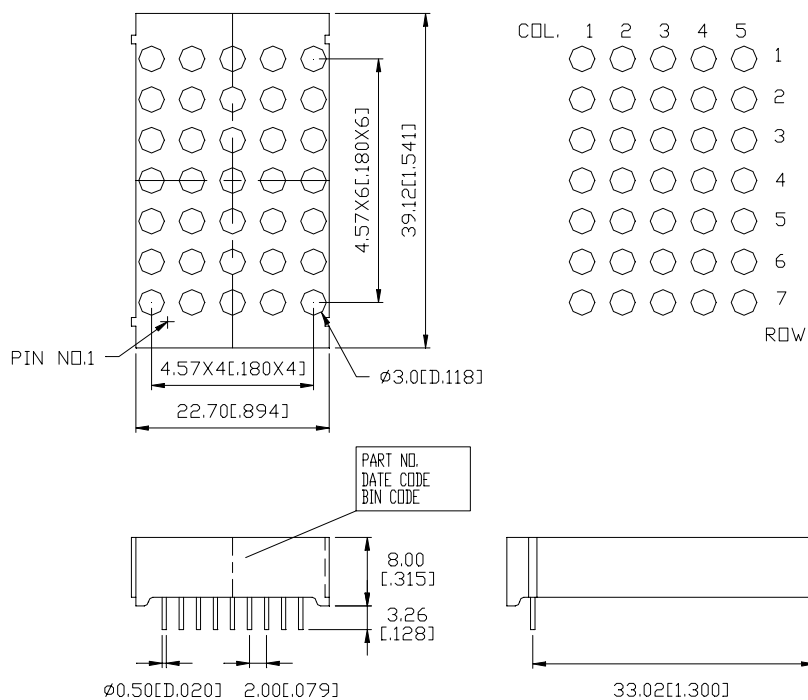 COL. 1 2 3 4 5
1
2
3
4
5
6
7
ROW
4.57X6[.180X6]
39.12[1.541]
PIN NO.1
4.57X4[.180X4]
ø3.0[D.118]
22.70[.894]
PART NO.
DATE CODE
BIN CODE
8.00
[.315]
3.26
[.128]
ø0.50[D.020]
2.00[.079]
33.02[1.300]